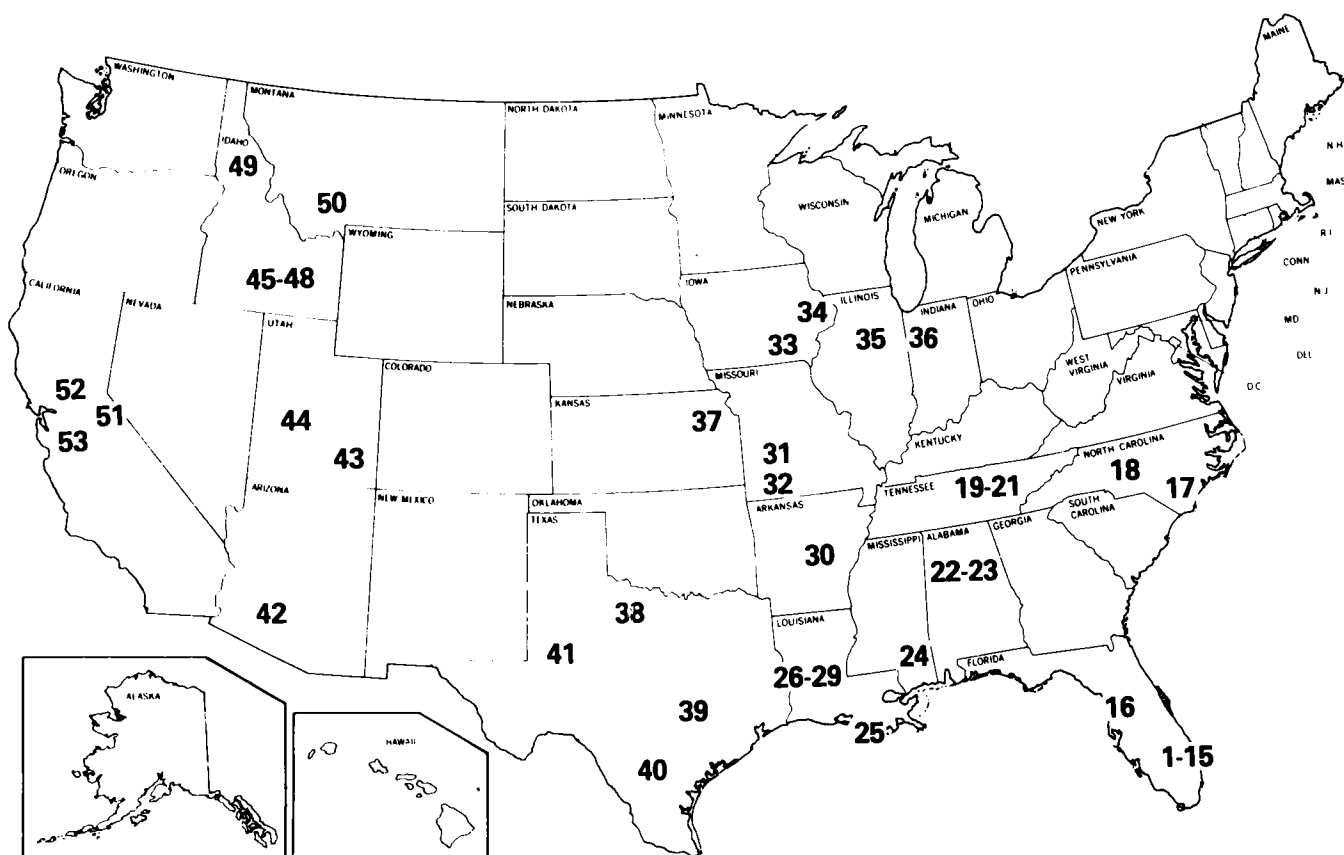 MAINE
WASHINGTON
MONTANA
NORTH DAKOTA
MINNESOTA
IDAHO
49
N H
OREGON
MAS
50
SOUTH DAKOTA
WISCONSIN
MICHIGAN
NEW YORK
WYOMING
R I
CONN
45-48
PENNSYLVANIA
CALIFORNIA
NEVADA
NEBRASKA
IOWA
ILLINOIS
INDIANA
OHIO
N J
34
UTAH
MD
33
35
36
DEL
COLORADO
MISSOURI
WEST
VIRGINIA
VIRGINIA
D C
52
51
53
44
KANSAS
37
KENTUCKY
43
31
NORTH CAROLINA
18
32
ARIZONA
NEW MEXICO
OKLAHOMA
TENNESSEE
19-21
17
TEXAS
ARKANSAS
SOUTH
CAROLINA
MISSISSIPPI
ALABAMA
GEORGIA
30
22-23
42
38
41
LOUISIANA
24
FLORIDA
26-29
ALASKA
39
16
25
HAWAII
40
1-15